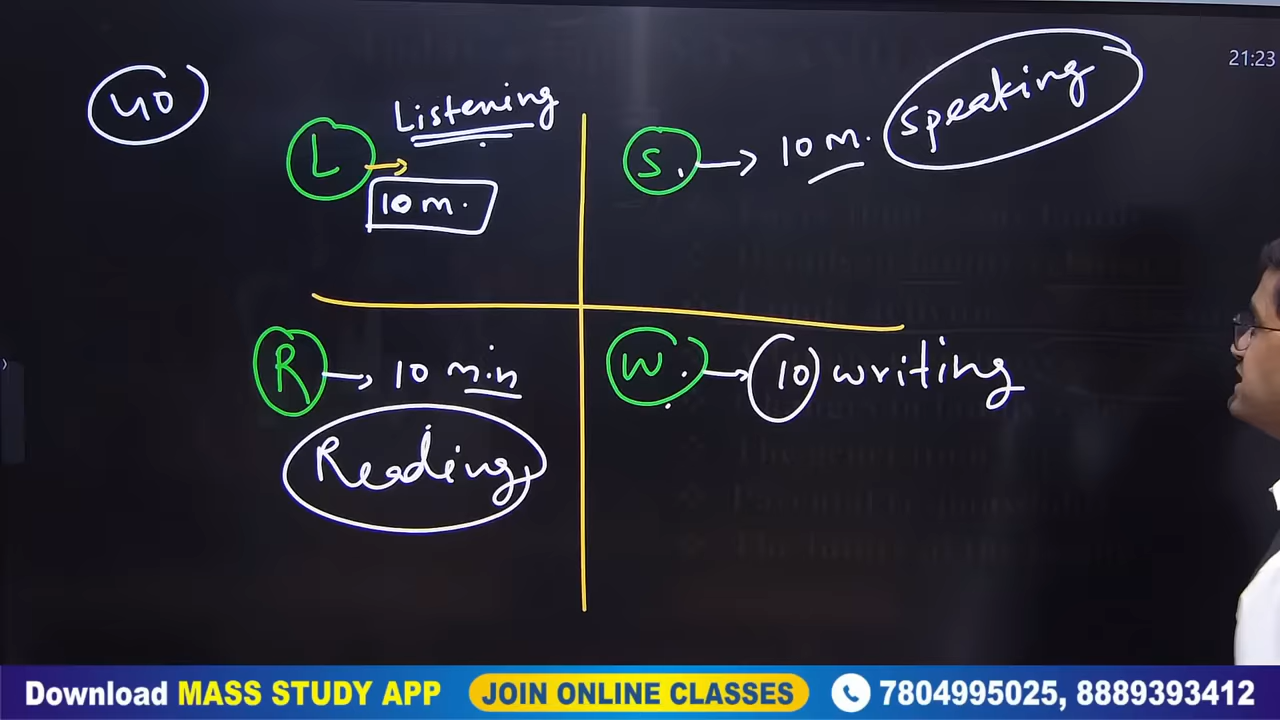 40
Listening
L → 10 m.
S. → 10 m. Speaking
R → 10 min
Reading
W. → 10 writing
21:23
Download MASS STUDY APP JOIN ONLINE CLASSES 7804995025, 8889393412